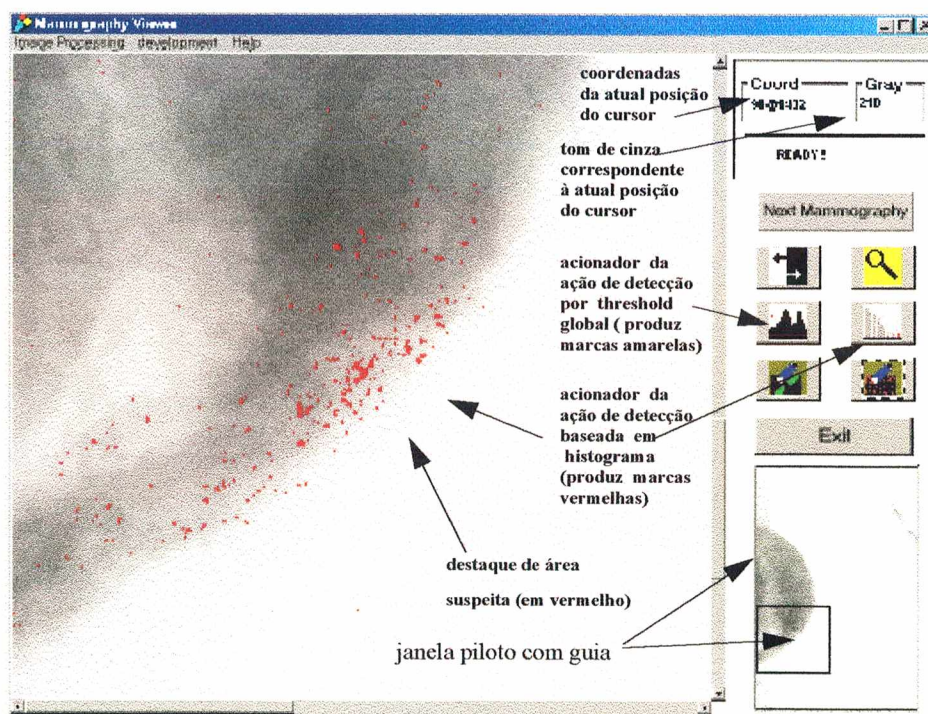 Mammography Viewer
Image Processing development Help
coordenadas
da atual posição
do cursor
Coord
Gray
210
tom de cinza
correspondente
à atual posição
do cursor
READY!
Next Mammography
acionador da
ação de detecção
por threshold
global ( produz
marcas amarelas)
acionador da
ação de detecção
baseada em
histograma
(produz marcas
vermelhas)
Exit
destaque de área
suspeita (em vermelho)
janela piloto com guia